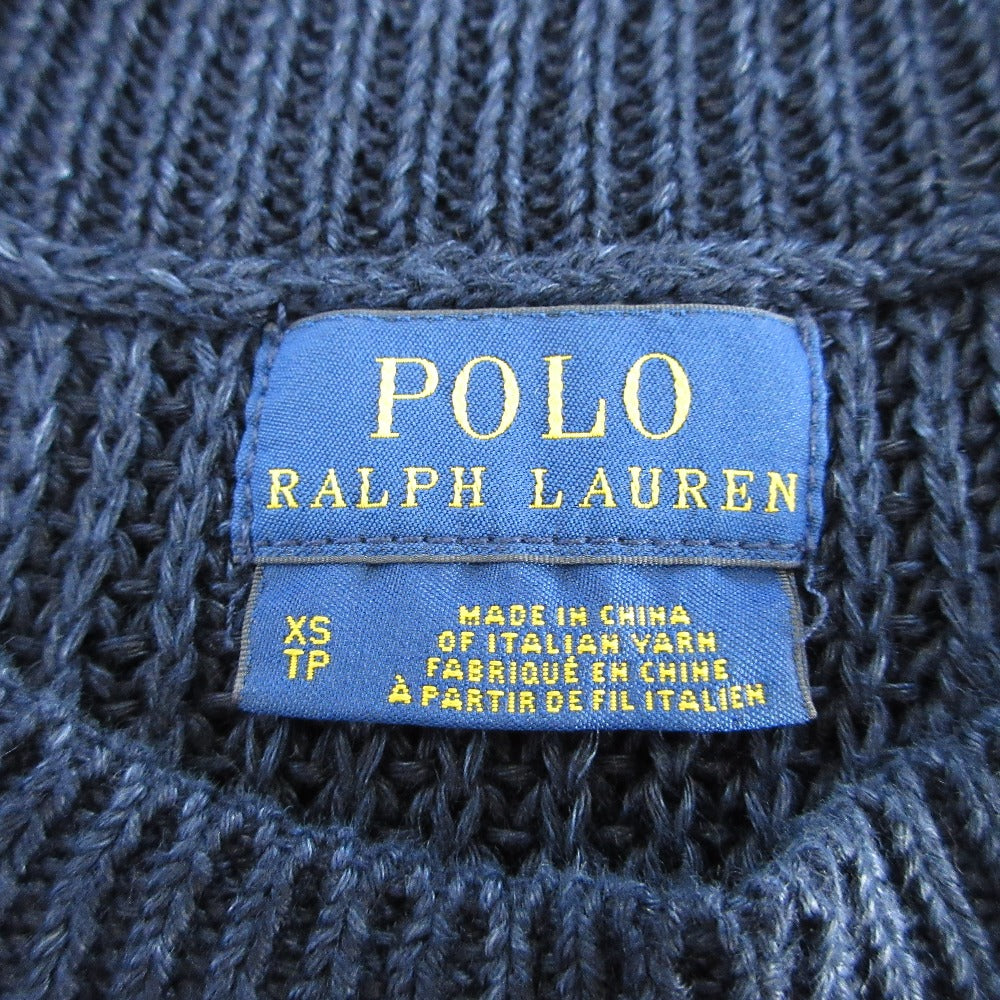 POLO
RALPH LAUREN
XS
TP
MADE IN CHINA
OF ITALIAN YARN
FABRIQUÉ EN CHINE
À PARTIR DE FIL ITALIEN